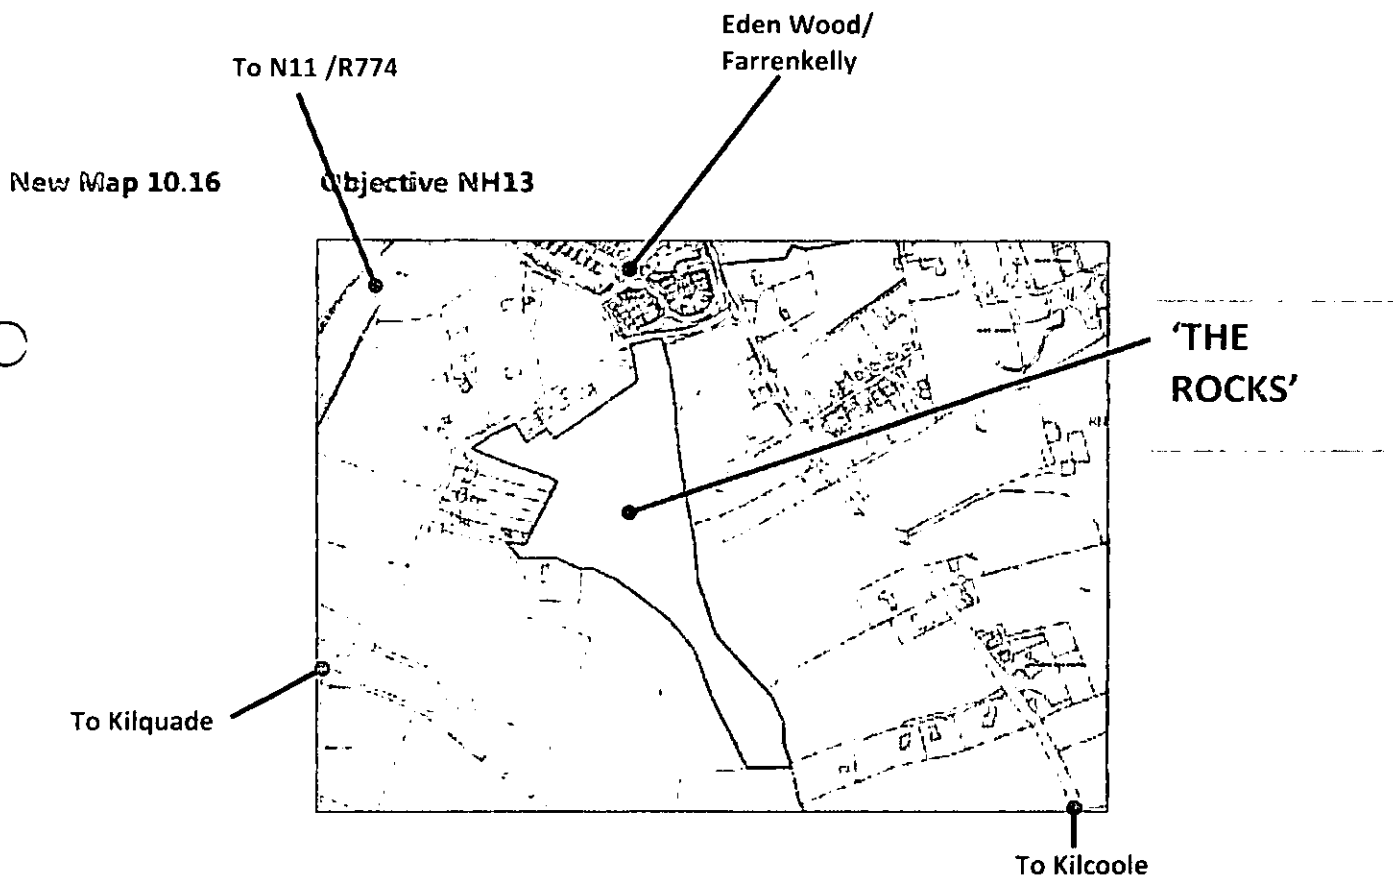 Eden Wood/
Farrenkelly
To N11 /R774
New Map 10.16 Objective NH13
‘THE
ROCKS’
To Kilquade
To Kilcoole